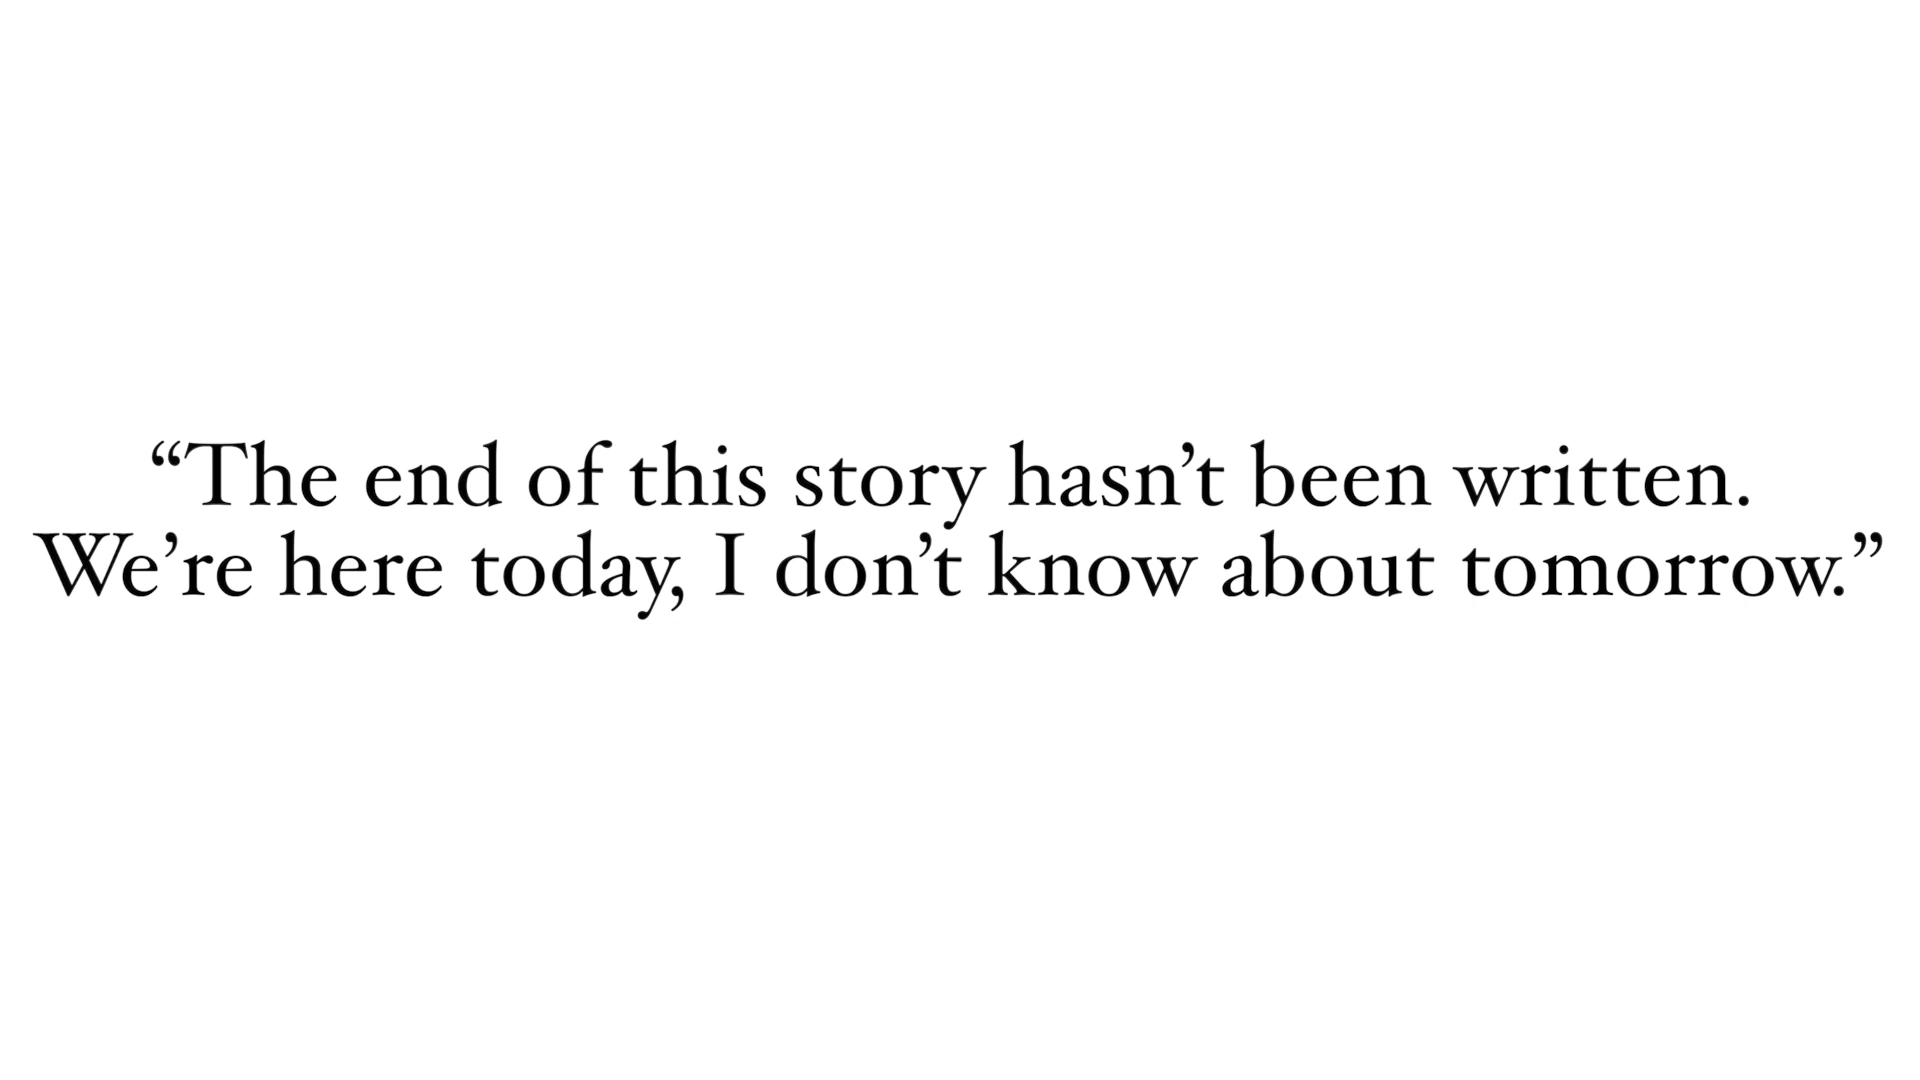 “The end of this story hasn’t been written.
We’re here today, I don’t know about tomorrow.”